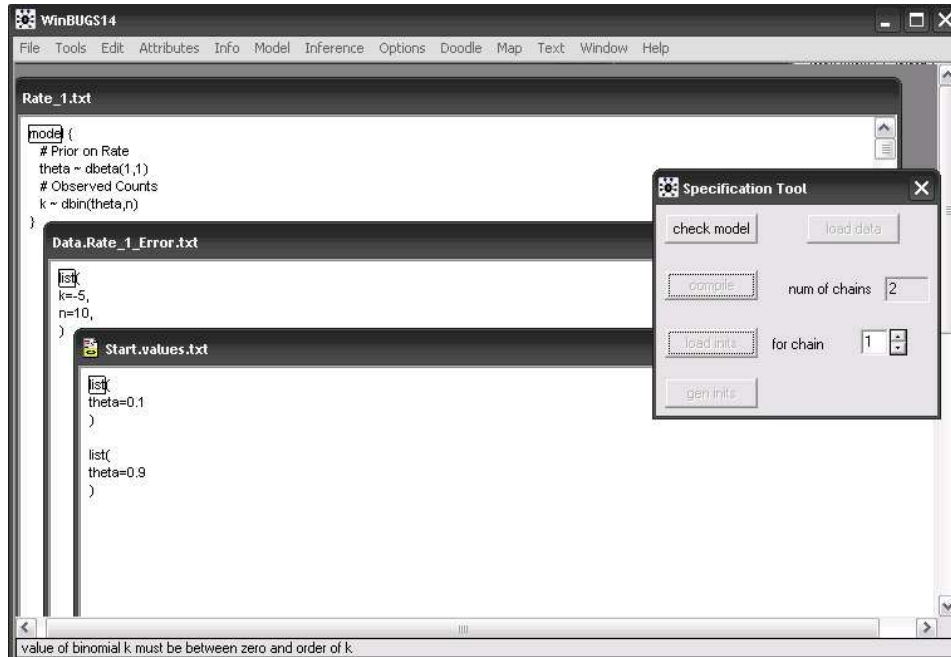 WinBUGS14
File Tools Edit Attributes Info Model Inference Options Doodle Map Text Window Help
Rate_1.txt
model {
# Prior on Rate
theta ~ dbeta(1,1)
# Observed Counts
k ~ dbin(theta,n)
}
Data.Rate_1_Error.txt
list(
k=-5,
n=10,
)
Start.values.txt
list(
theta=0.1
)
list(
theta=0.9
)
Specification Tool
check model load data
compile num of chains 2
load inits for chain 1
gen inits
value of binomial k must be between zero and order of k